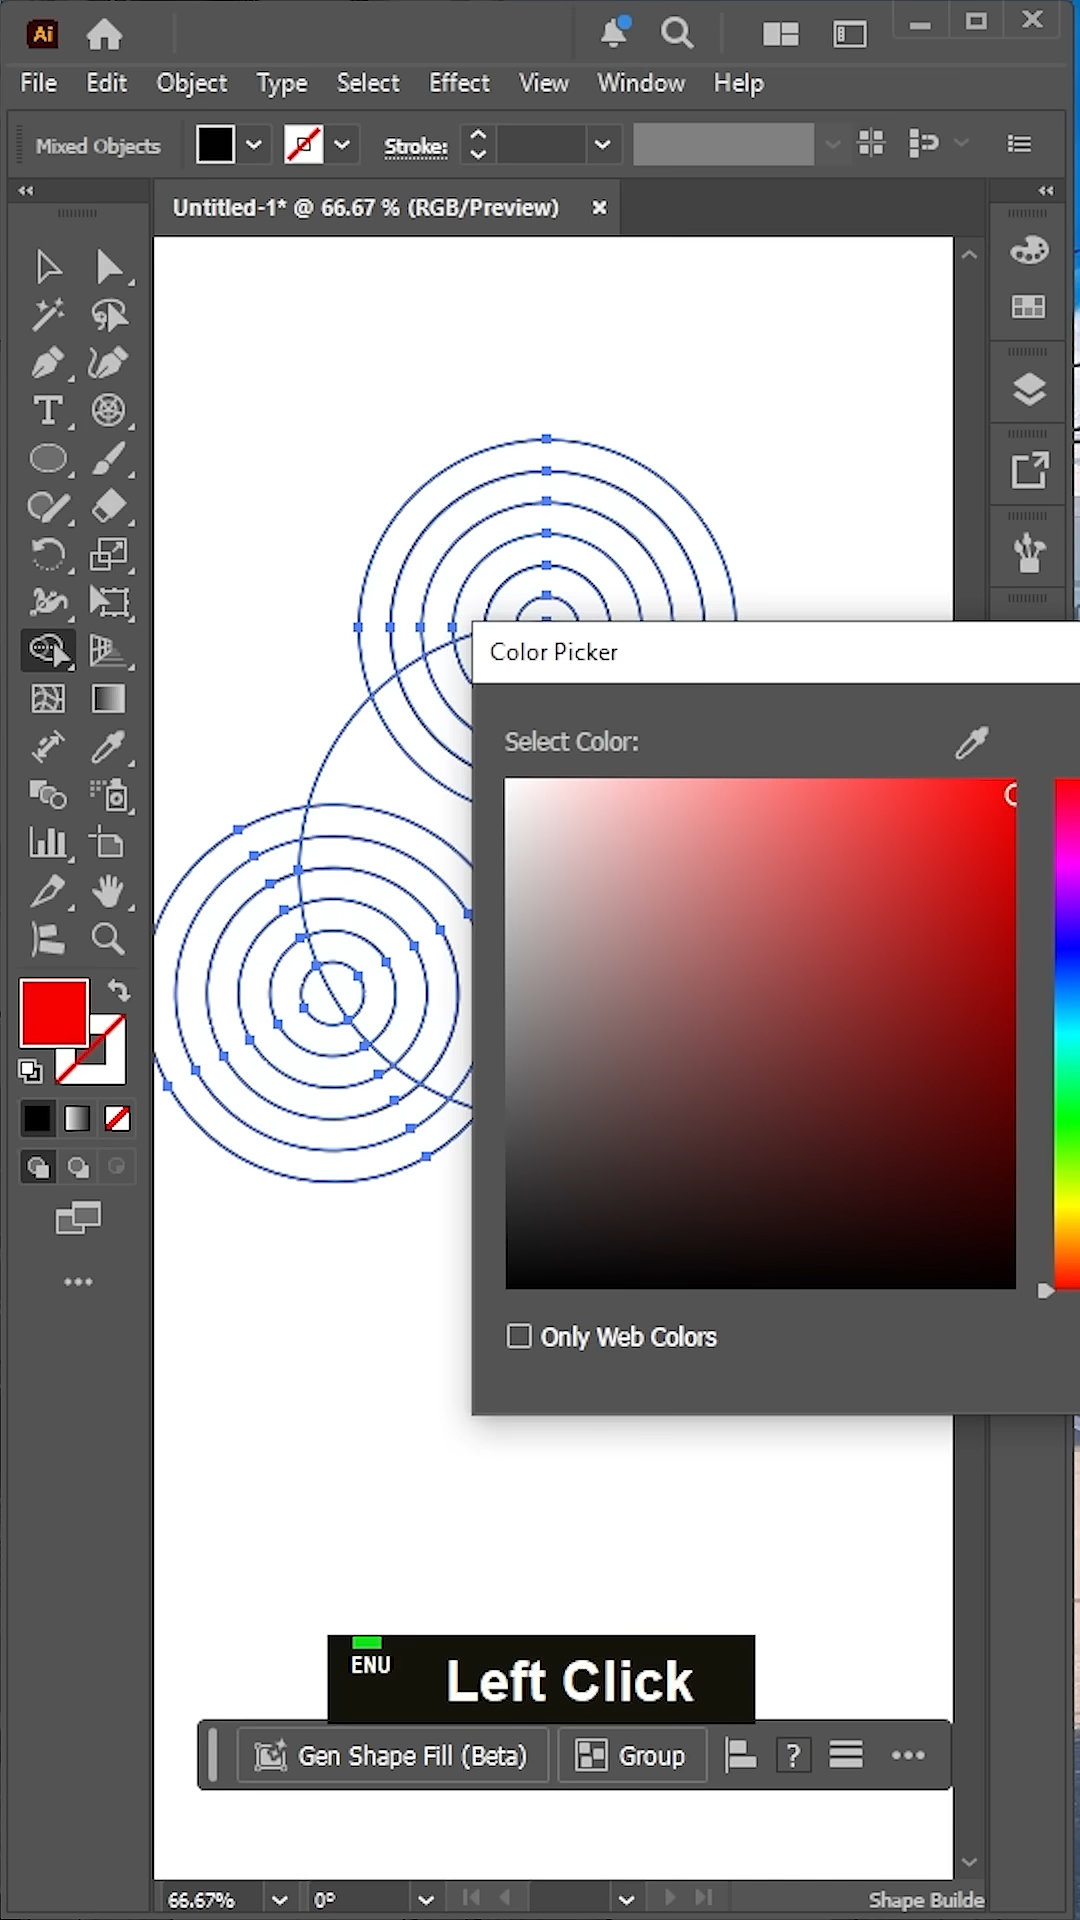 Ai
File Edit Object Type Select Effect View Window Help
Mixed Objects Stroke:
Untitled-1* @ 66.67 % (RGB/Preview) ×
Color Picker
Select Color:
Only Web Colors
ENU
Left Click
Gen Shape Fill (Beta) Group ?
66.67% 0° Shape Builde